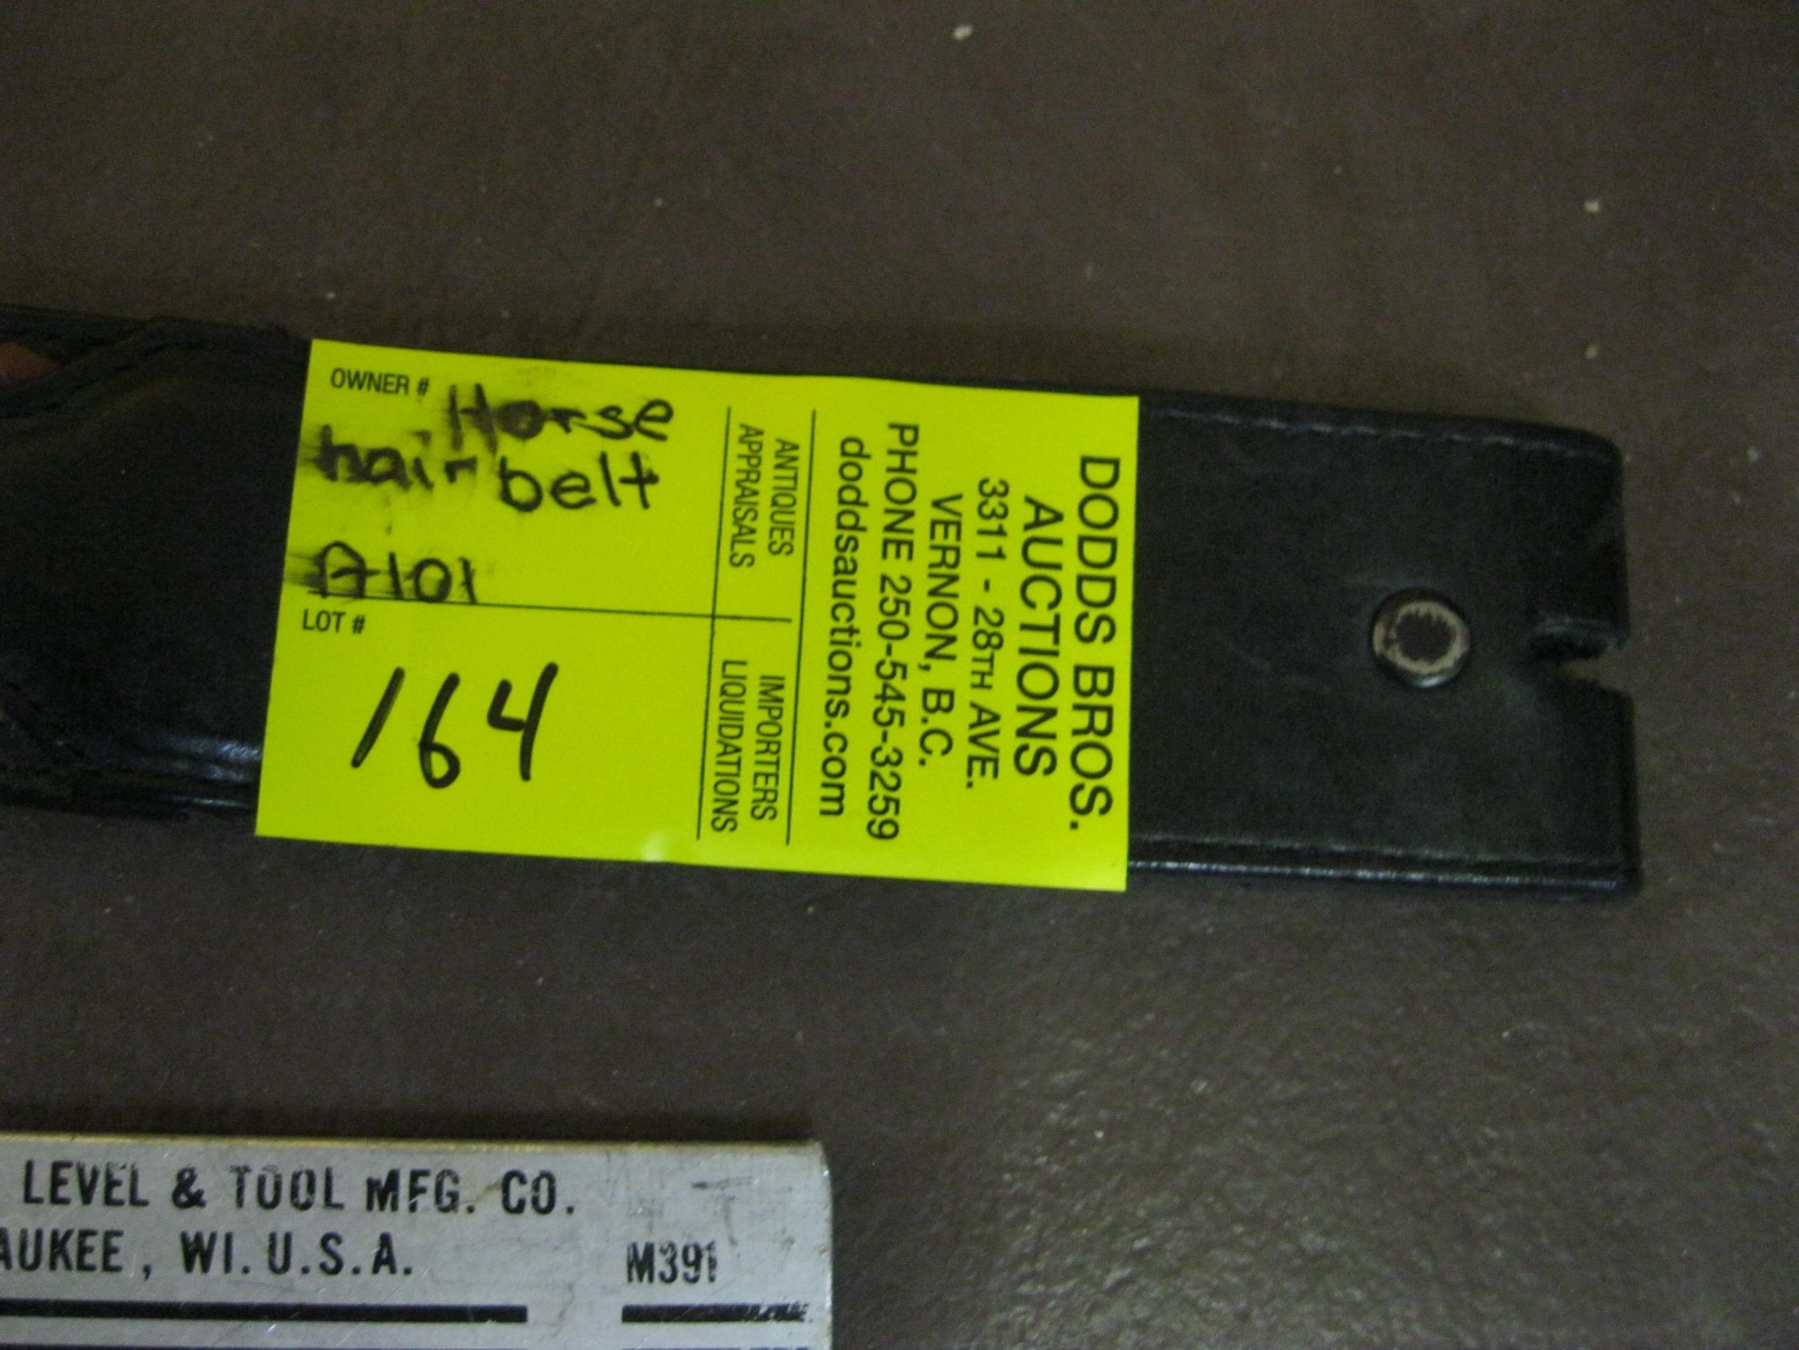 OWNER # Horse
hair belt
A101
LOT #
164
ANTIQUES
APPRAISALS
IMPORTERS
LIQUIDATIONS
DODDS BROS.
AUCTIONS
3311 - 28TH AVE.
VERNON, B.C.
PHONE 250-545-3259
doddsauctions.com
LEVEL & TOOL MFG. CO.
AUKEE, WI. U.S.A.
M391